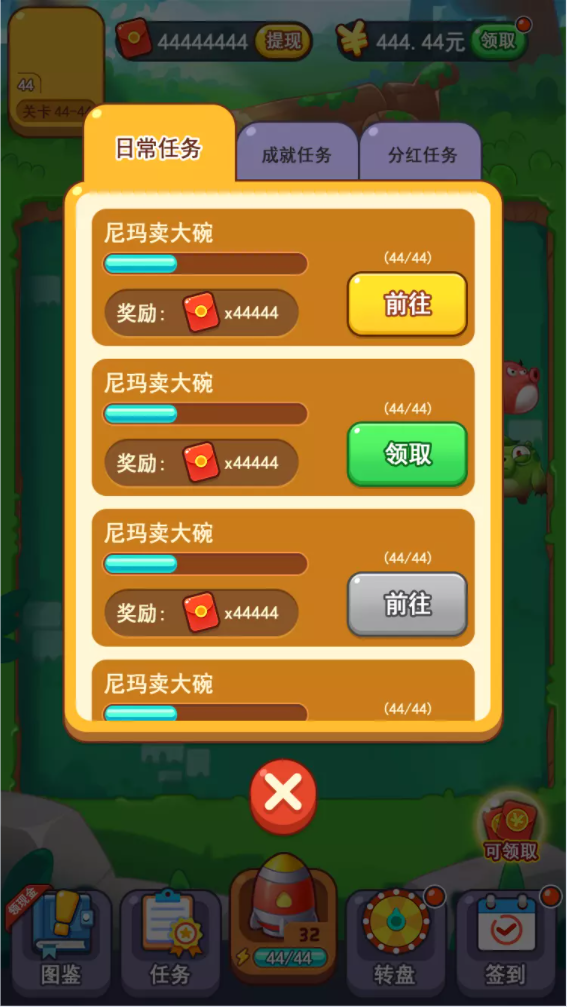 44444444 提现
444.44元 领取
44
关卡 44-44
日常任务
成就任务
分红任务
尼玛卖大碗
(44/44)
奖励: x44444
前往
尼玛卖大碗
(44/44)
奖励: x44444
领取
尼玛卖大碗
(44/44)
奖励: x44444
前往
尼玛卖大碗
(44/44)
可领取
领现金
32
44/44
图鉴
任务
转盘
签到